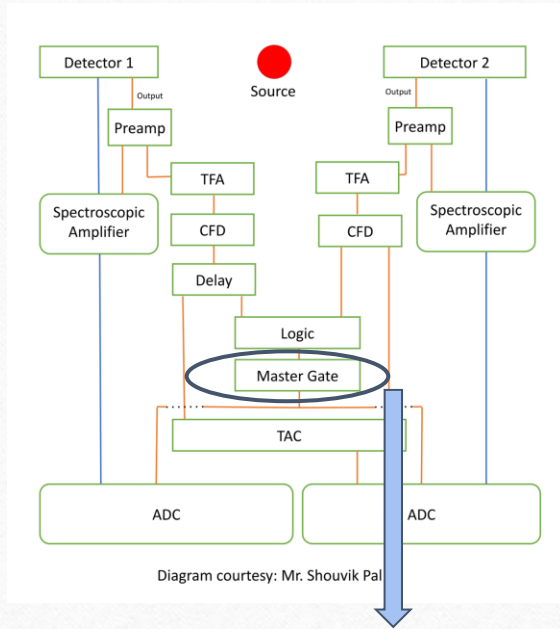 Detector 1
Detector 2
Output
Source
Output
Preamp
Preamp
TFA
TFA
Spectroscopic
Amplifier
CFD
CFD
Spectroscopic
Amplifier
Delay
Logic
Master Gate
TAC
ADC
ADC
Diagram courtesy: Mr. Shouvik Pal